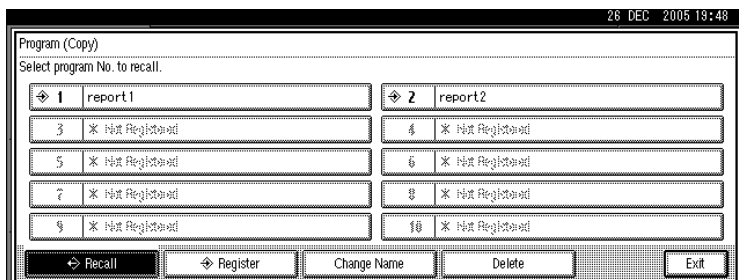 26 DEC 2005 19:48
Program (Copy)
Select program No. to recall.
1 report1 2 report2
3 * Not Registered 4 * Not Registered
5 * Not Registered 6 * Not Registered
7 * Not Registered 8 * Not Registered
9 * Not Registered 10 * Not Registered
Recall Register Change Name Delete Exit